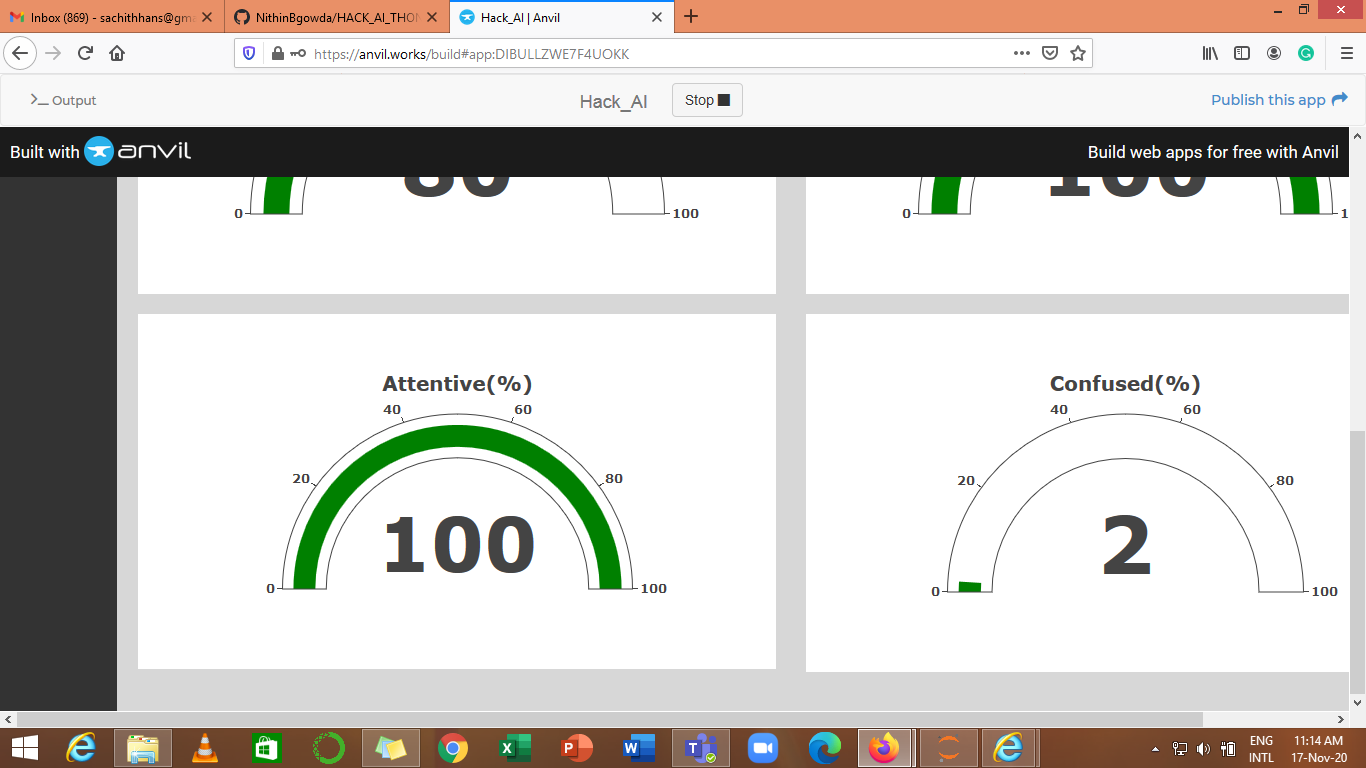 Inbox (869) - sachithhans@gm
NithinBgowda/HACK_AI_THO
Hack_AI | Anvil
https://anvil.works/build#app:DIBULLZWE7F4UOKK
Output
Hack_AI
Stop
Publish this app
Built with anvil
Build web apps for free with Anvil
80
0
100
100
0
1
Attentive(%)
0
20
40
60
80
100
100
Confused(%)
0
20
40
60
80
100
2
ENG
INTL
11:14 AM
17-Nov-20